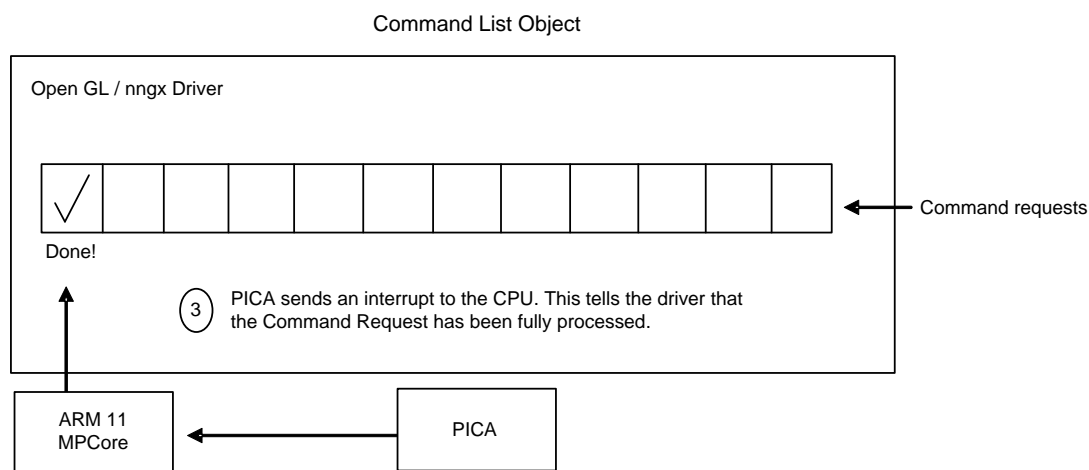 Command List Object
Open GL / nngx Driver
Command requests
Done!
3
PICA sends an interrupt to the CPU. This tells the driver that
the Command Request has been fully processed.
ARM 11
MPCore
PICA